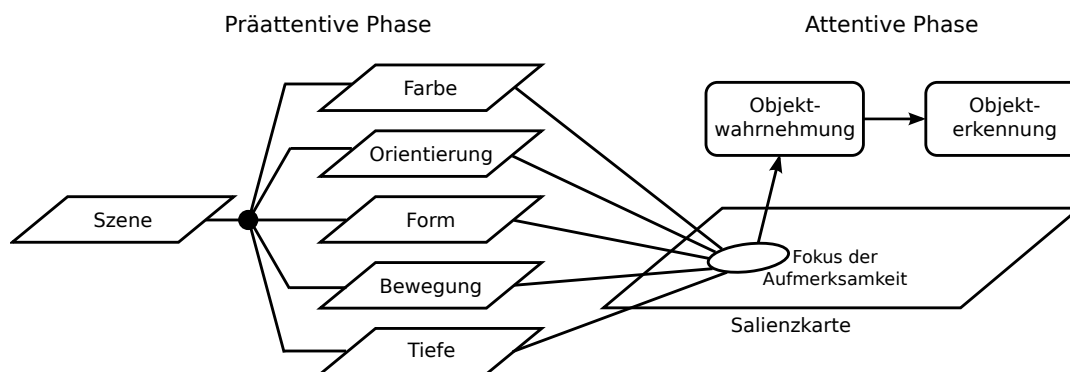 Präattentive Phase
Attentive Phase
Szene
Farbe
Orientierung
Form
Bewegung
Tiefe
Objekt-
wahrnehmung
Objekt-
erkennung
Fokus der
Aufmerksamkeit
Salienzkarte